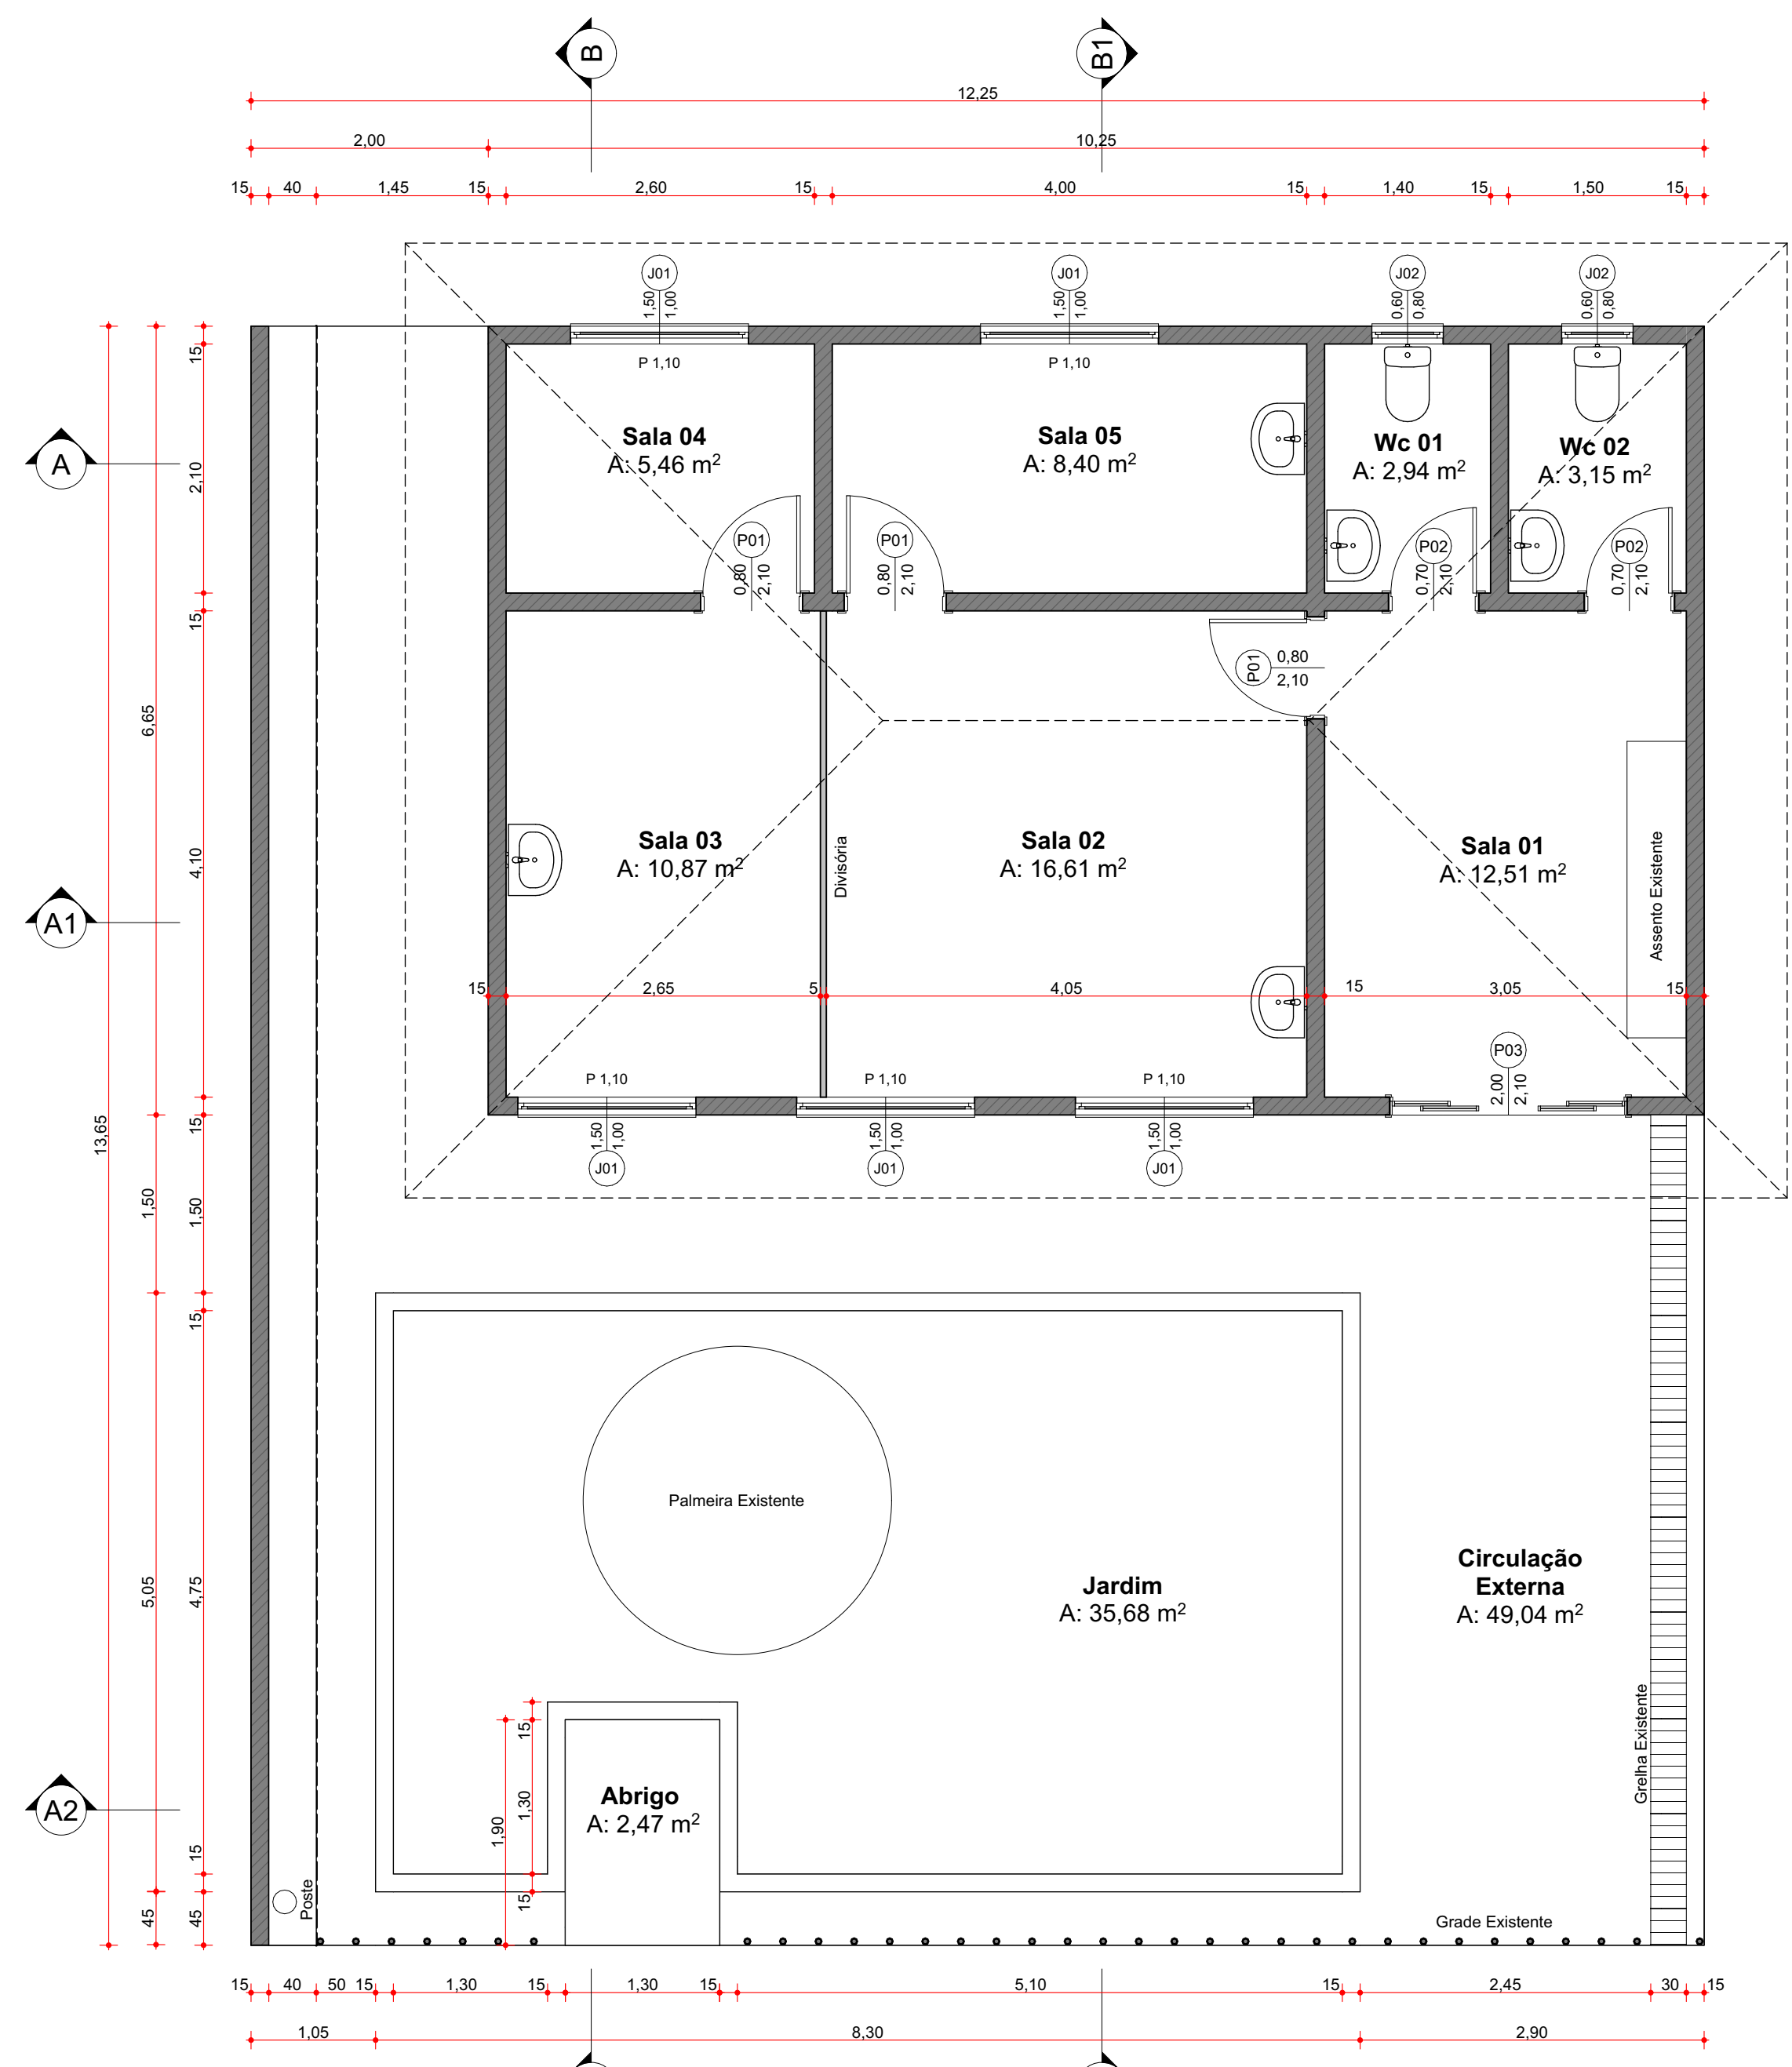 B
B1
12,25
2,00
10,25
15
40
1,45
15
2,60
15
4,00
15
1,40
15
1,50
15
J01
1,50
1,00
J01
1,50
1,00
J02
0,60
0,80
J02
0,60
0,80
P 1,10
P 1,10
15
Sala 04
A: 5,46 m²
Sala 05
A: 8,40 m²
Wc 01
A: 2,94 m²
Wc 02
A: 3,15 m²
A
2,10
P01
0,80
2,10
P01
0,80
2,10
P02
0,70
2,10
P02
0,70
2,10
15
P01
0,80
2,10
6,65
4,10
Sala 03
A: 10,87 m²
Divisória
Sala 02
A: 16,61 m²
Sala 01
A: 12,51 m²
Assento Existente
A1
15
2,65
5
4,05
15
3,05
15
P 1,10
P 1,10
P 1,10
P03
2,00
2,10
13,65
15
1,50
1,00
J01
1,50
1,00
J01
1,50
1,00
J01
1,50
1,50
15
Palmeira Existente
5,05
4,75
Jardim
A: 35,68 m²
Circulação
Externa
A: 49,04 m²
Grelha Existente
15
1,30
1,90
15
Abrigo
A: 2,47 m²
A2
15
45
45
Poste
Grade Existente
15
40
50
15
1,30
15
1,30
15
5,10
15
2,45
30
15
1,05
8,30
2,90